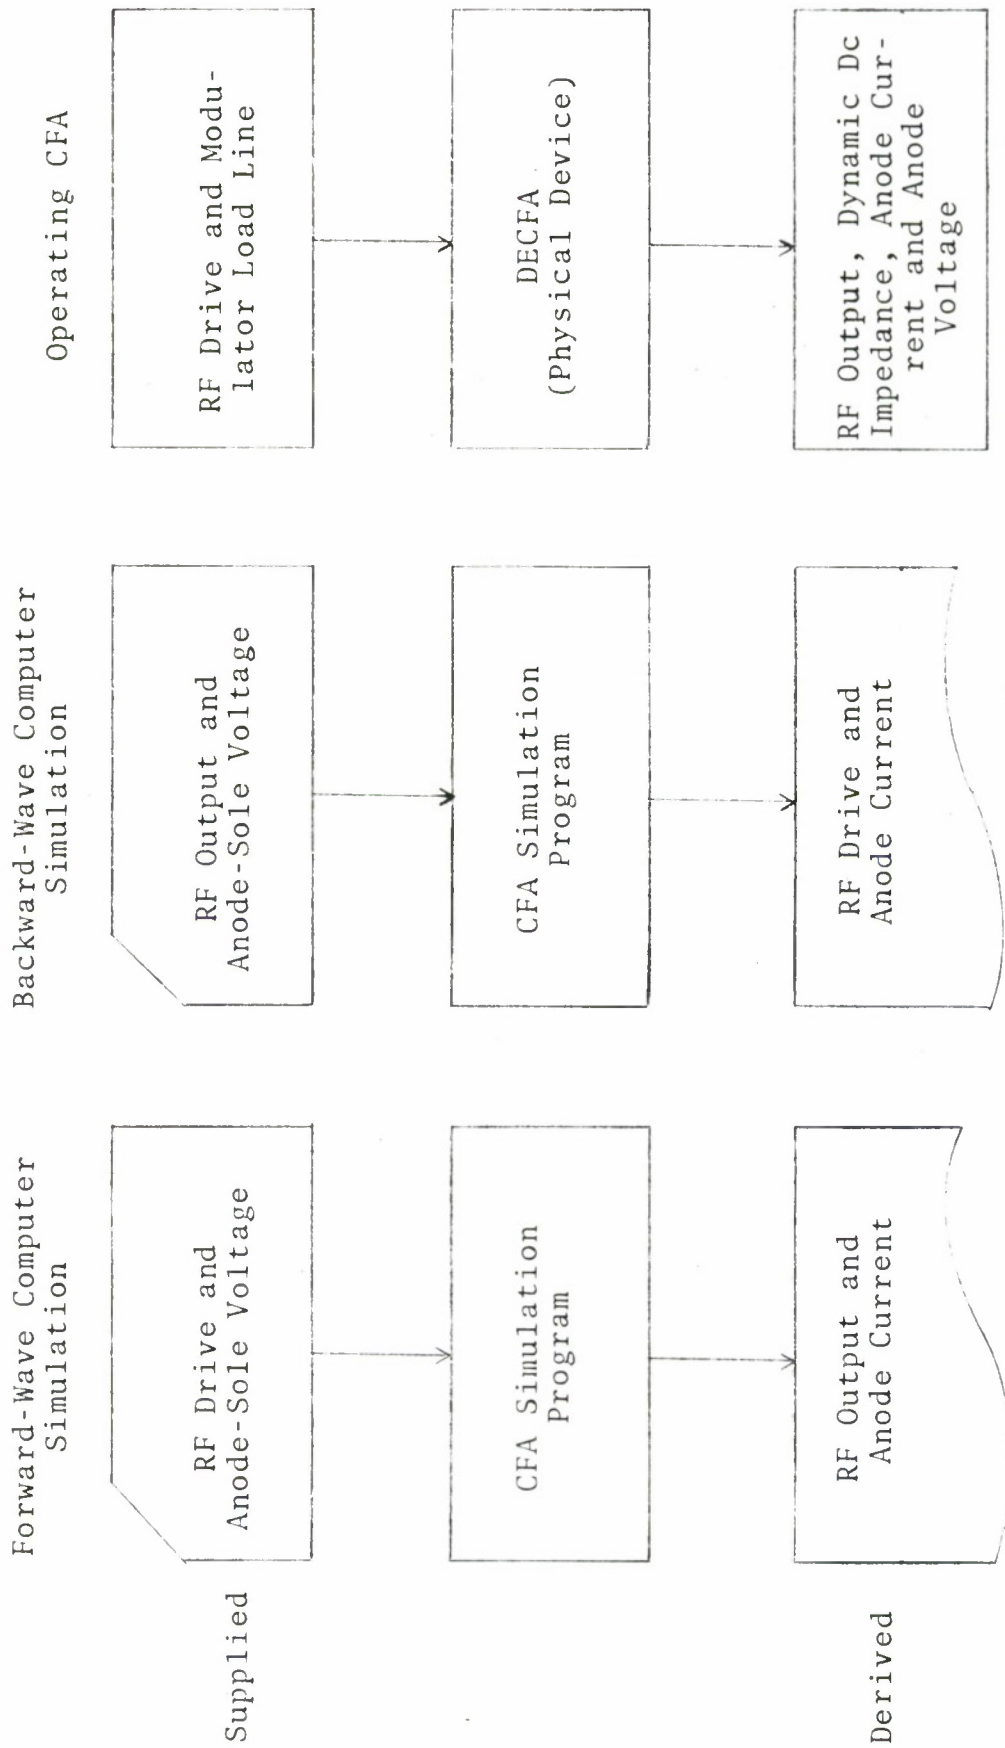 Forward-Wave Computer
Simulation
Backward-Wave Computer
Simulation
Operating CFA
Supplied
RF Drive and
Anode-Sole Voltage
RF Output and
Anode-Sole Voltage
RF Drive and Modu-
lator Load Line
CFA Simulation
Program
CFA Simulation
Program
DECFA
(Physical Device)
Derived
RF Output and
Anode Current
RF Drive and
Anode Current
RF Output, Dynamic Dc
Impedance, Anode Cur-
rent and Anode
Voltage